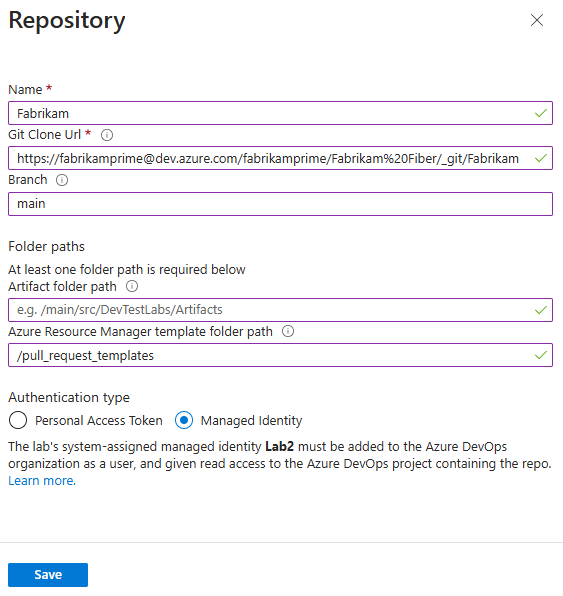 Repository
Name *
Fabrikam
Git Clone Url *
https://fabrikamprime@dev.azure.com/fabrikamprime/Fabrikam%20Fiber/_git/Fabrikam
Branch
main
Folder paths
At least one folder path is required below
Artifact folder path
e.g. /main/src/DevTestLabs/Artifacts
Azure Resource Manager template folder path
/pull_request_templates
Authentication type
Personal Access Token Managed Identity
The lab's system-assigned managed identity Lab2 must be added to the Azure DevOps
organization as a user, and given read access to the Azure DevOps project containing the repo.
Learn more.
Save